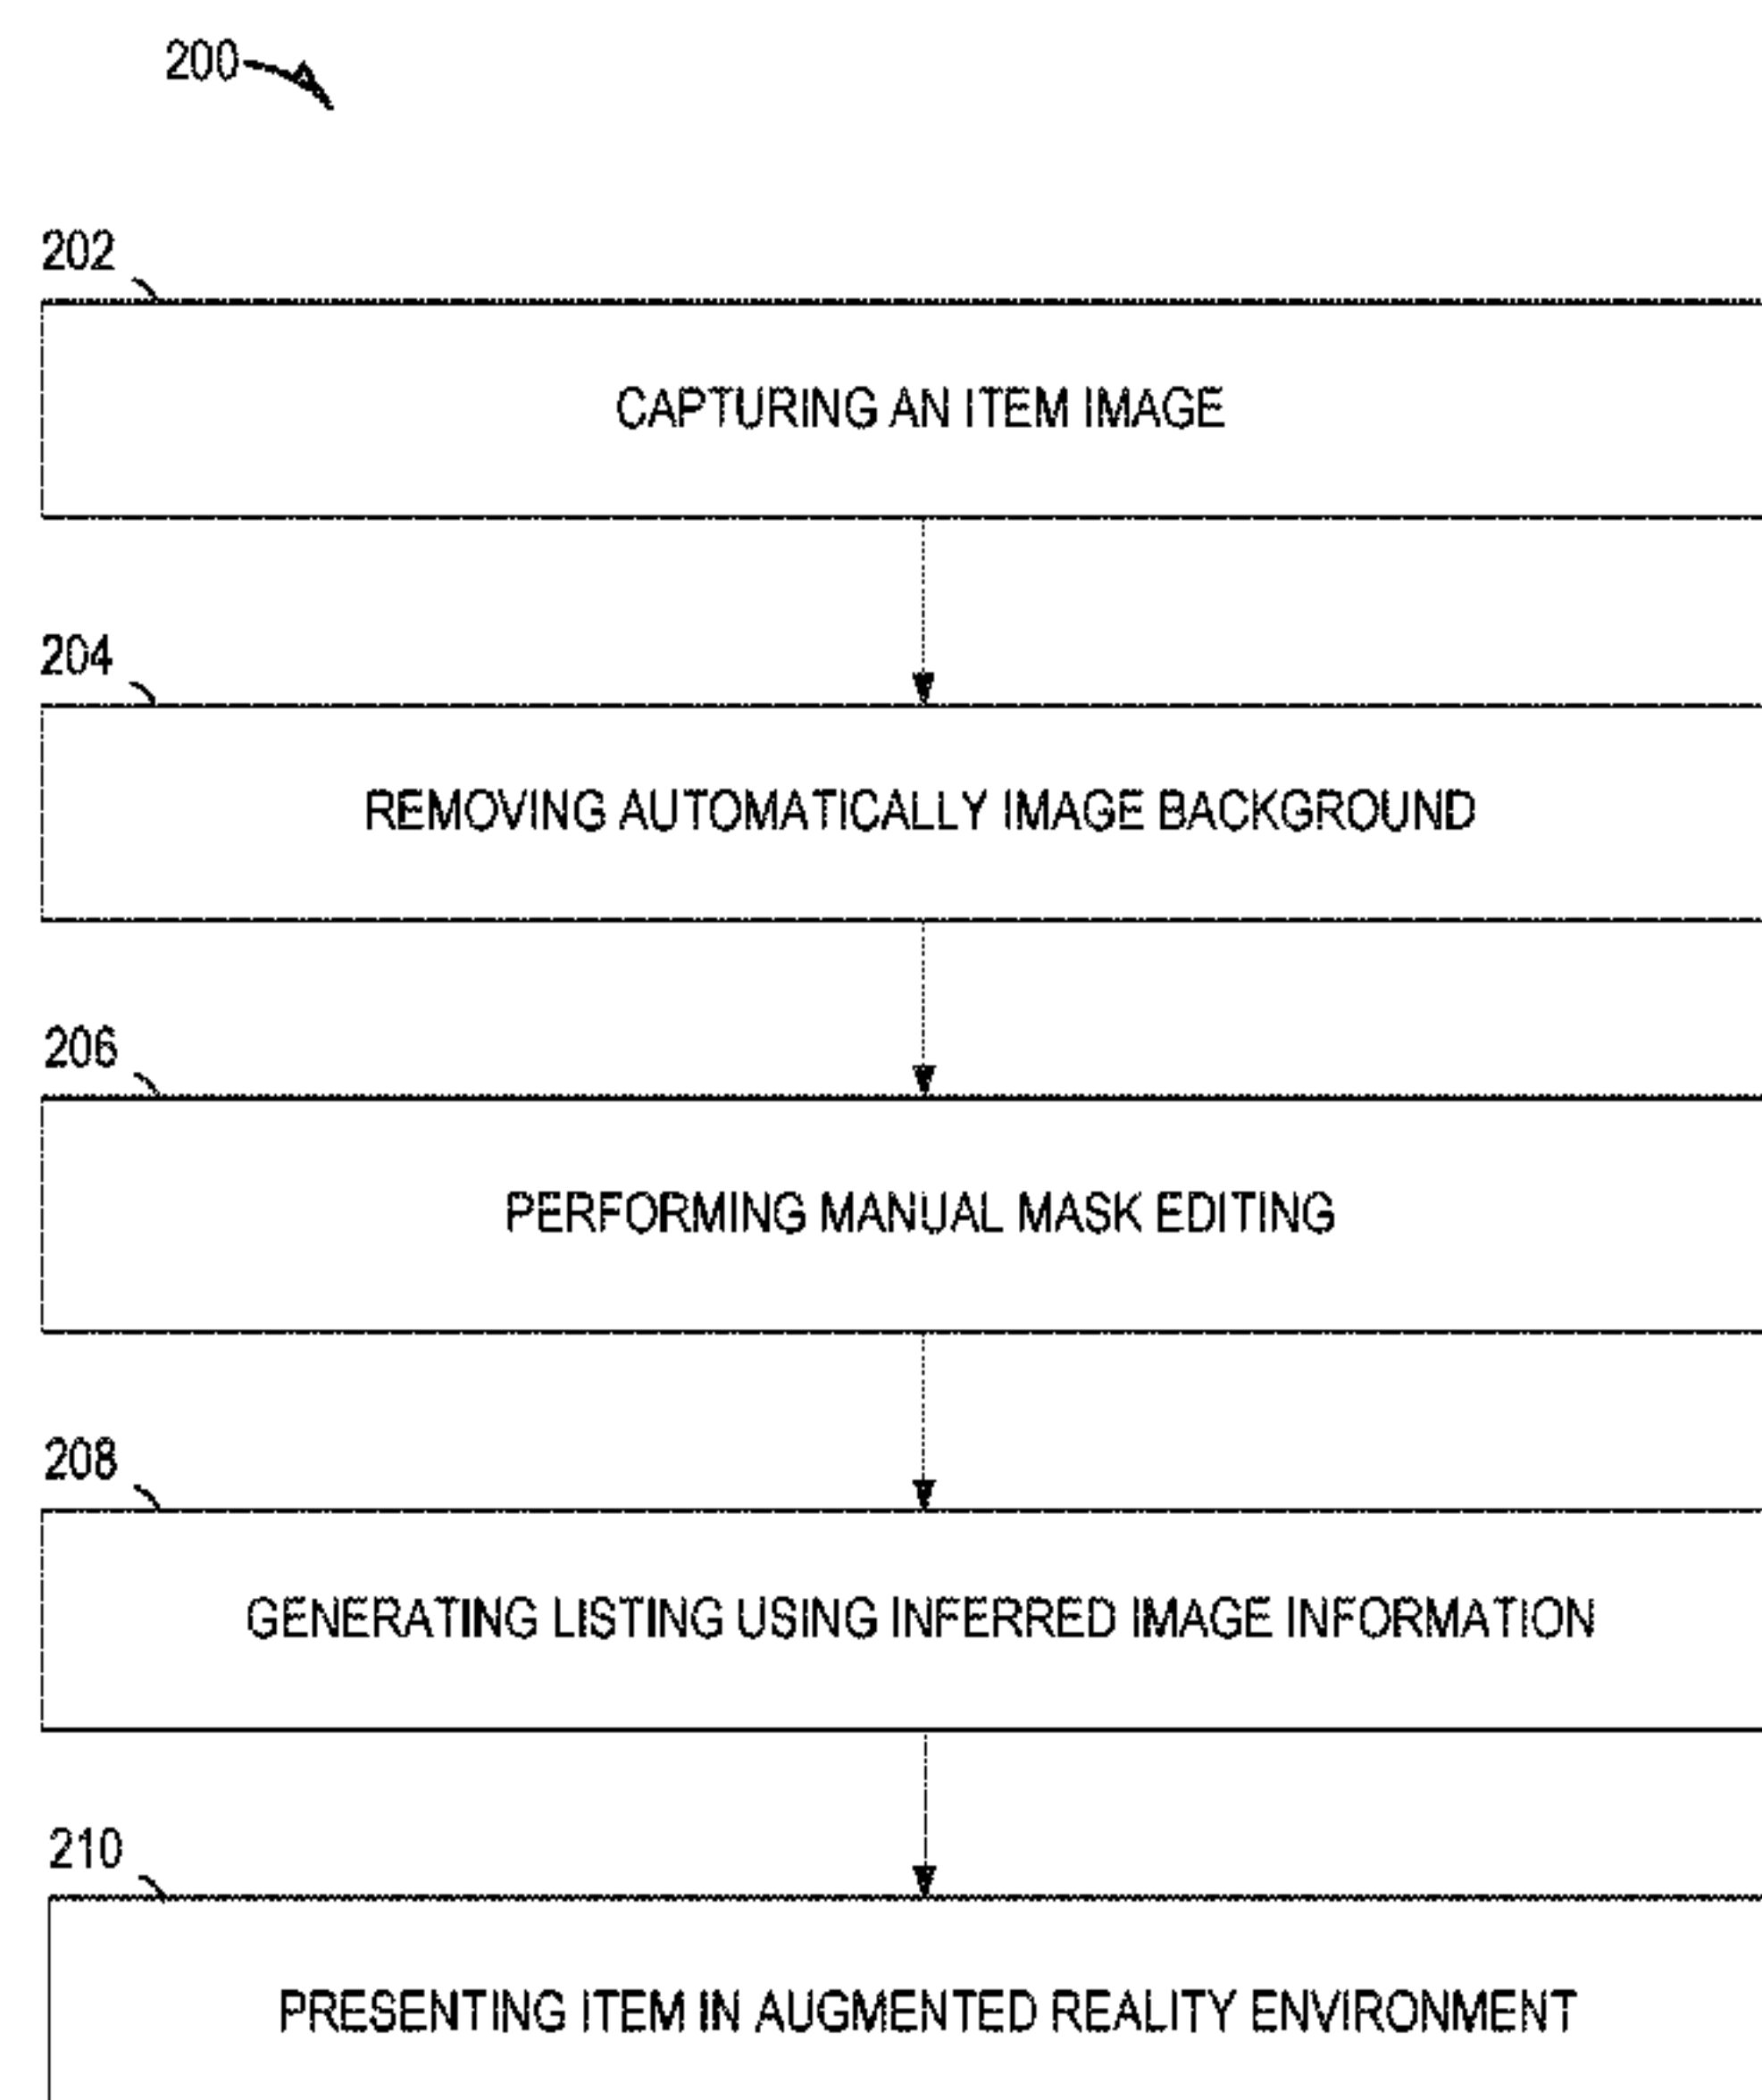 200
202
CAPTURING AN ITEM IMAGE
204
REMOVING AUTOMATICALLY IMAGE BACKGROUND
206
PERFORMING MANUAL MASK EDITING
208
GENERATING LISTING USING INFERRED IMAGE INFORMATION
210
PRESENTING ITEM IN AUGMENTED REALITY ENVIRONMENT